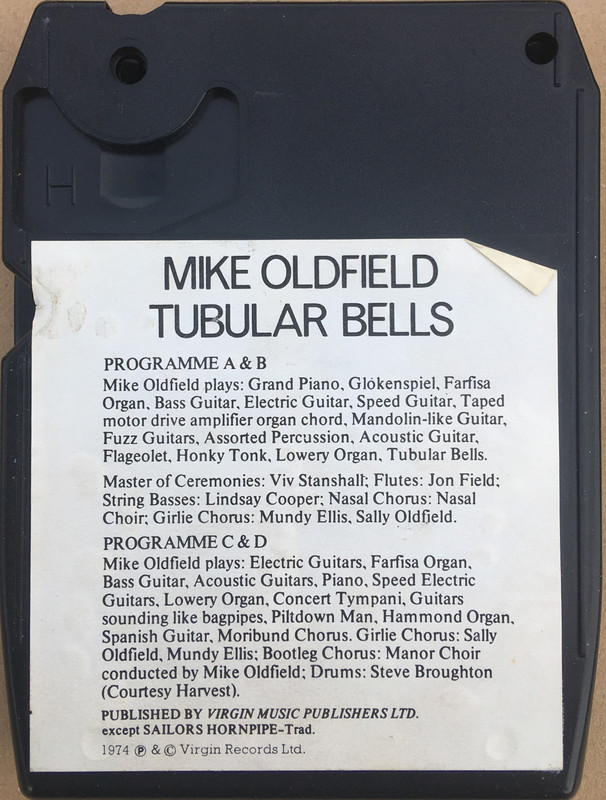 H
MIKE OLDFIELD
TUBULAR BELLS
PROGRAMME A & B
Mike Oldfield plays: Grand Piano, Glokenspiel, Farfisa
Organ, Bass Guitar, Electric Guitar, Speed Guitar, Taped
motor drive amplifier organ chord, Mandolin-like Guitar,
Fuzz Guitars, Assorted Percussion, Acoustic Guitar,
Flageolet, Honky Tonk, Lowery Organ, Tubular Bells.
Master of Ceremonies: Viv Stanshall; Flutes: Jon Field;
String Basses: Lindsay Cooper; Nasal Chorus: Nasal
Choir; Girlie Chorus: Mundy Ellis, Sally Oldfield.
PROGRAMME C & D
Mike Oldfield plays: Electric Guitars, Farfisa Organ,
Bass Guitar, Acoustic Guitars, Piano, Speed Electric
Guitars, Lowery Organ, Concert Tympani, Guitars
sounding like bagpipes, Piltdown Man, Hammond Organ,
Spanish Guitar, Moribund Chorus. Girlie Chorus: Sally
Oldfield, Mundy Ellis; Bootleg Chorus: Manor Choir
conducted by Mike Oldfield; Drums: Steve Broughton
(Courtesy Harvest).
PUBLISHED BY VIRGIN MUSIC PUBLISHERS LTD.
except SAILORS HORNPIPE-Trad.
1974 ℗ & © Virgin Records Ltd.